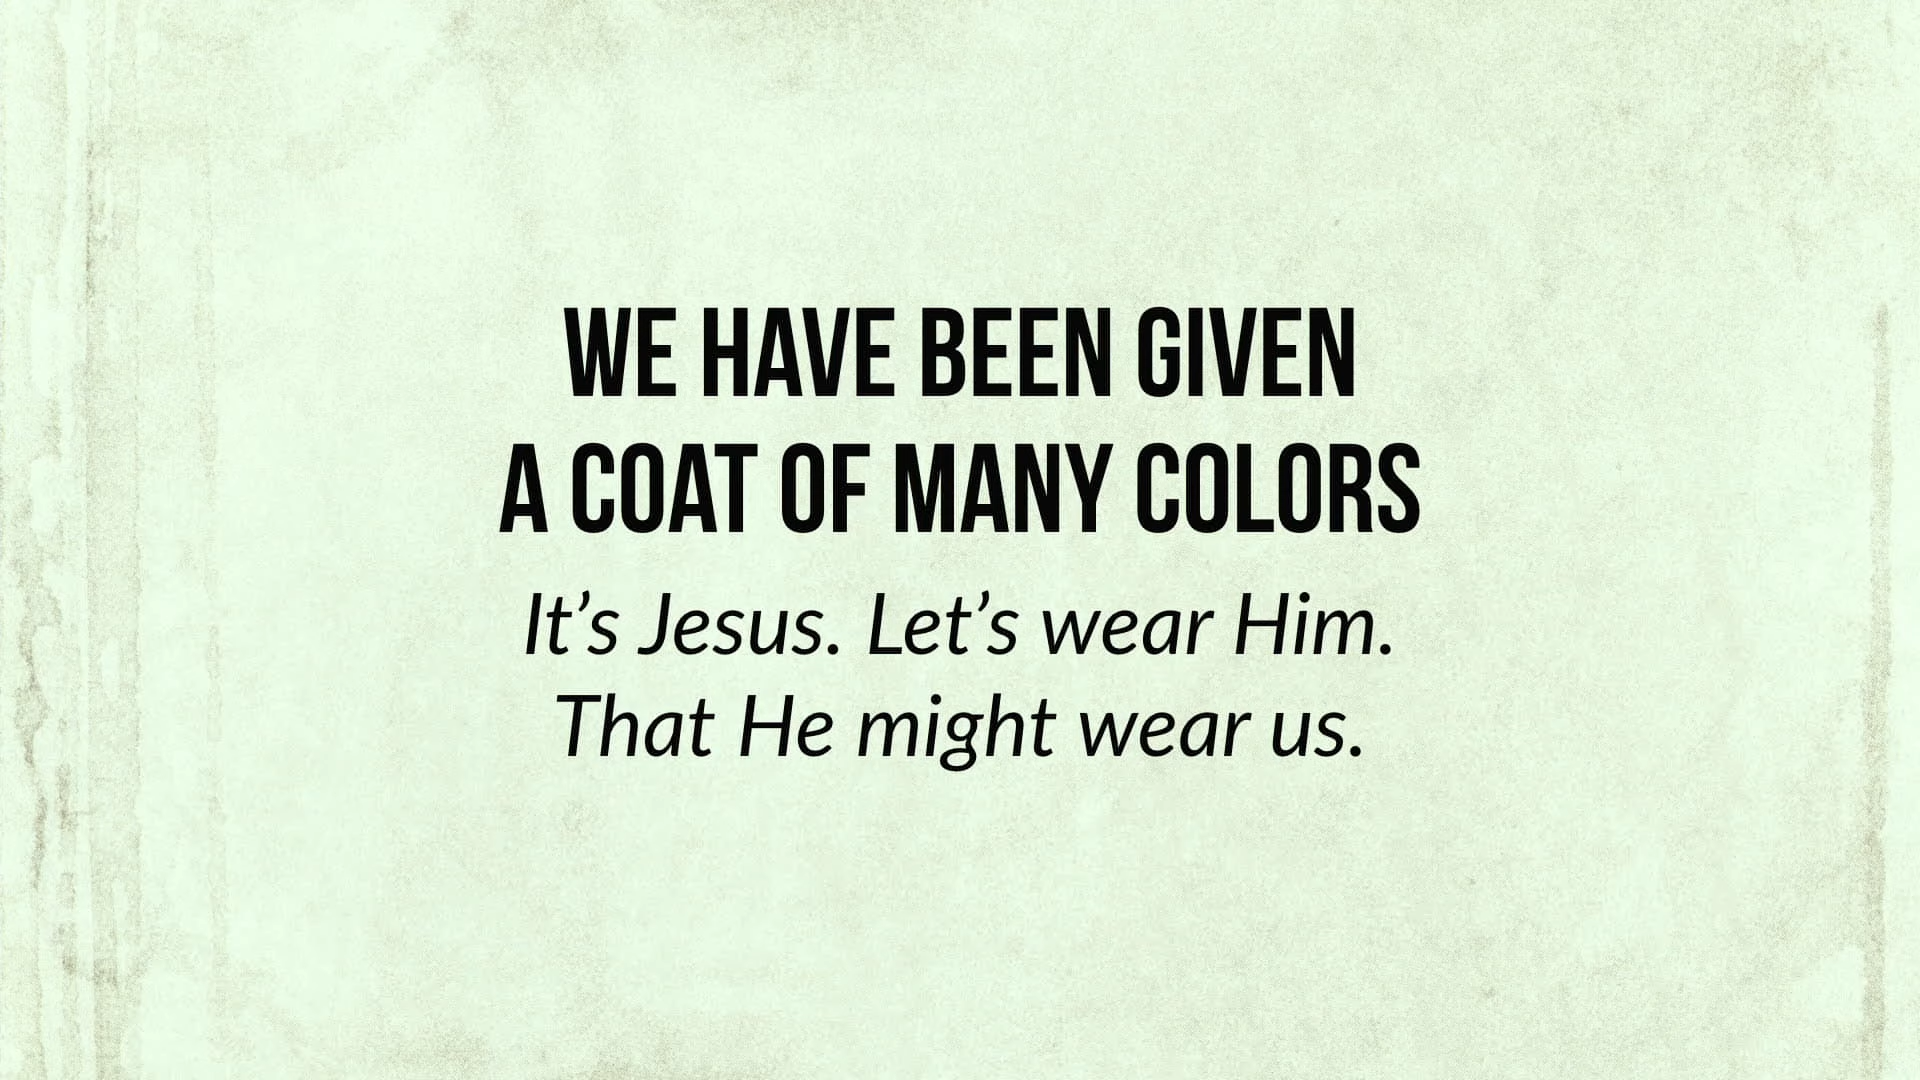 WE HAVE BEEN GIVEN
A COAT OF MANY COLORS
It’s Jesus. Let’s wear Him.
That He might wear us.